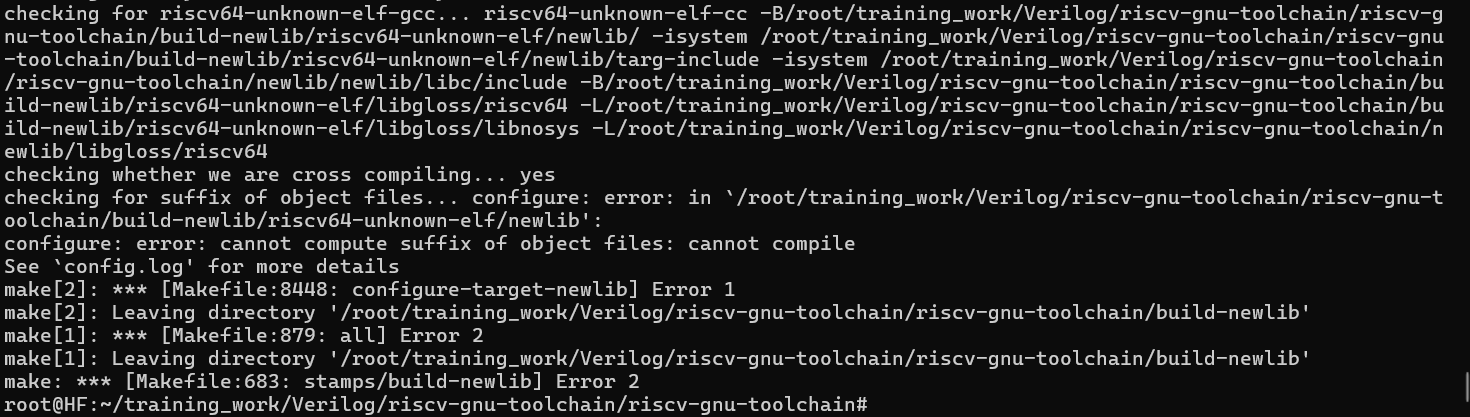 checking for riscv64-unknown-elf-gcc... riscv64-unknown-elf-cc -B/root/training_work/Verilog/riscv-gnu-toolchain/riscv-g
nu-toolchain/build-newlib/riscv64-unknown-elf/newlib/ -isystem /root/training_work/Verilog/riscv-gnu-toolchain/riscv-gnu
-toolchain/build-newlib/riscv64-unknown-elf/newlib/targ-include -isystem /root/training_work/Verilog/riscv-gnu-toolchain
/riscv-gnu-toolchain/newlib/newlib/libc/include -B/root/training_work/Verilog/riscv-gnu-toolchain/riscv-gnu-toolchain/bu
ild-newlib/riscv64-unknown-elf/libgloss/riscv64 -L/root/training_work/Verilog/riscv-gnu-toolchain/riscv-gnu-toolchain/bu
ild-newlib/riscv64-unknown-elf/libgloss/libnosys -L/root/training_work/Verilog/riscv-gnu-toolchain/riscv-gnu-toolchain/n
ewlib/libgloss/riscv64
checking whether we are cross compiling... yes
checking for suffix of object files... configure: error: in `/root/training_work/Verilog/riscv-gnu-toolchain/riscv-gnu-t
oolchain/build-newlib/riscv64-unknown-elf/newlib':
configure: error: cannot compute suffix of object files: cannot compile
See `config.log' for more details
make[2]: *** [Makefile:8448: configure-target-newlib] Error 1
make[2]: Leaving directory '/root/training_work/Verilog/riscv-gnu-toolchain/riscv-gnu-toolchain/build-newlib'
make[1]: *** [Makefile:879: all] Error 2
make[1]: Leaving directory '/root/training_work/Verilog/riscv-gnu-toolchain/riscv-gnu-toolchain/build-newlib'
make: *** [Makefile:683: stamps/build-newlib] Error 2
root@HF:~/training_work/Verilog/riscv-gnu-toolchain/riscv-gnu-toolchain#